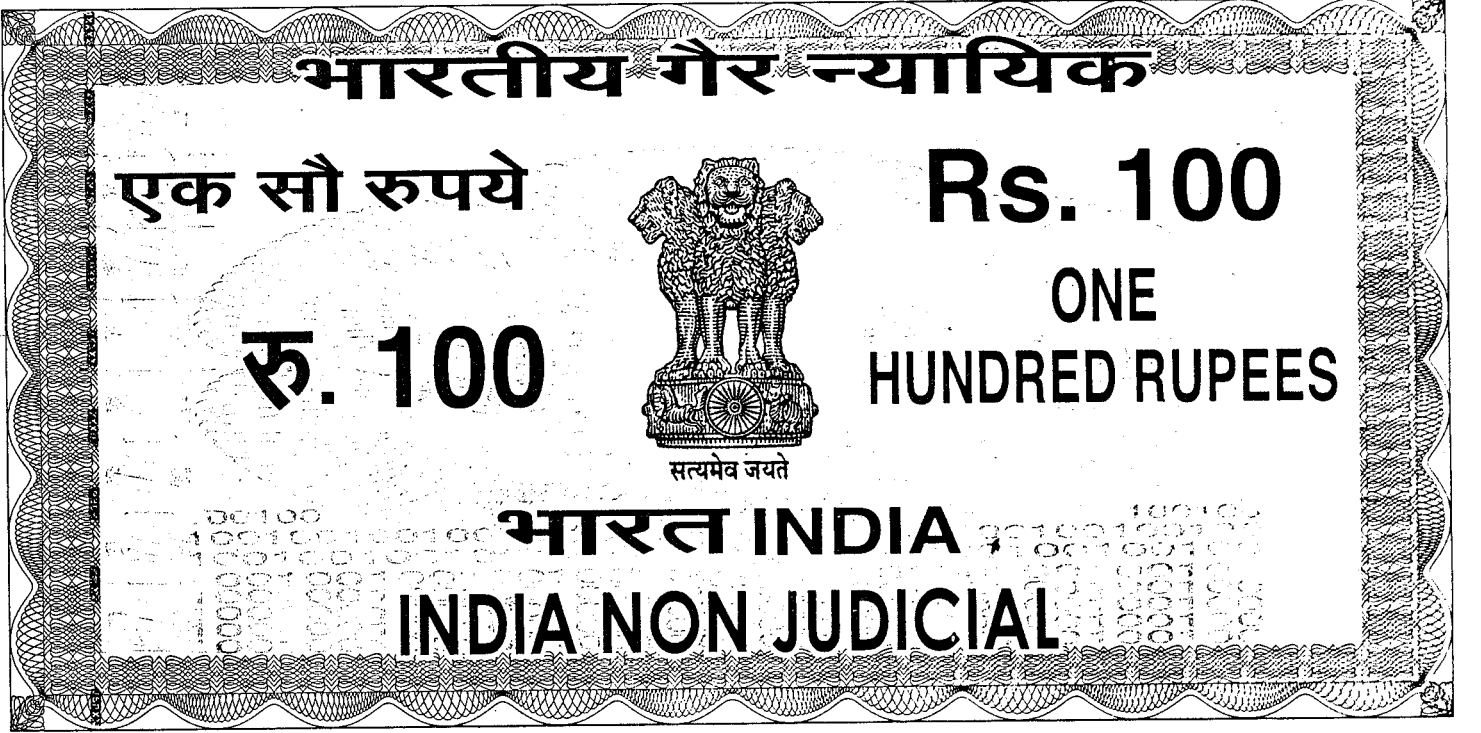 भारतीय गैर न्यायिक
एक सौ रुपये
Rs. 100
रु. 100
ONE
HUNDRED RUPEES
सत्यमेव जयते
भारत INDIA
INDIA NON JUDICIAL